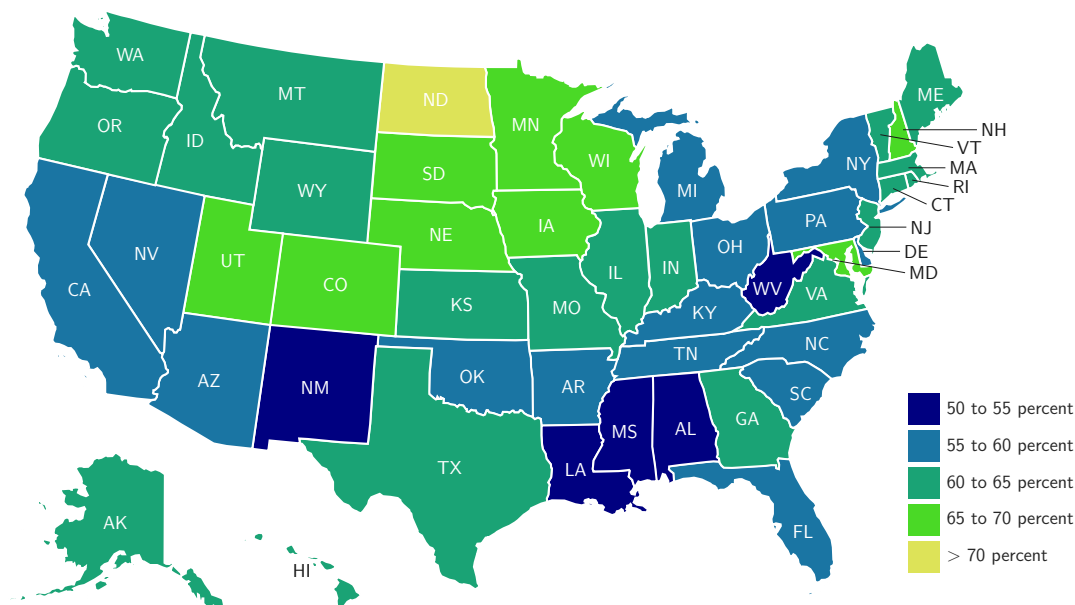 WA
MT
ND
ME
OR
ID
MN
NH
VT
WI
NY
MA
SD
WY
MI
RI
CT
PA
NJ
IA
NE
NV
OH
DE
UT
IL
IN
MD
CO
CA
WV
VA
KS
MO
KY
NC
TN
AZ
OK
NM
AR
SC
50 to 55 percent
GA
MS
AL
55 to 60 percent
TX
LA
60 to 65 percent
AK
65 to 70 percent
FL
> 70 percent
HI